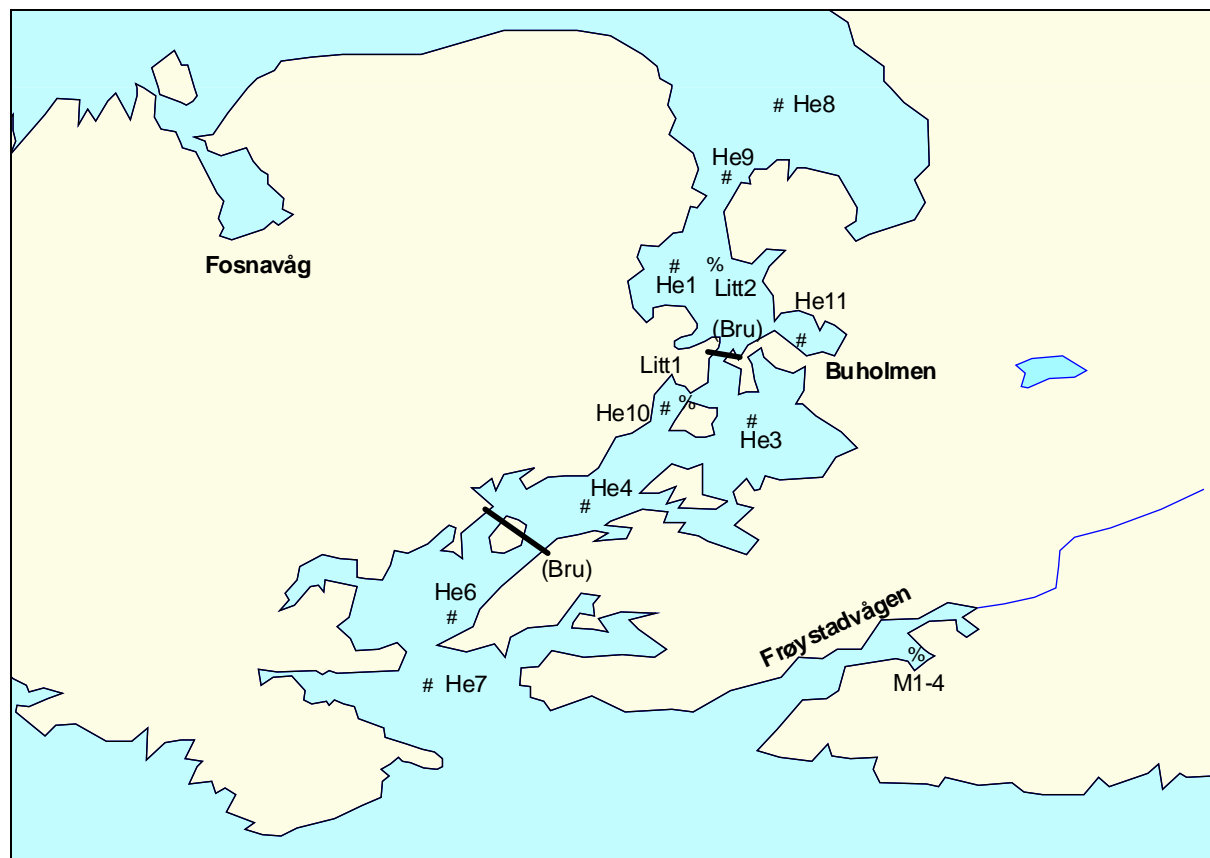 # He8
He9
#
Fosnavåg
# %
He1 Litt2
He11
(Bru)
#
Litt1
Buholmen
# %
He10
#
He3
He4
#
(Bru)
He6
#
Frøystadvågen
%
M1-4
# He7